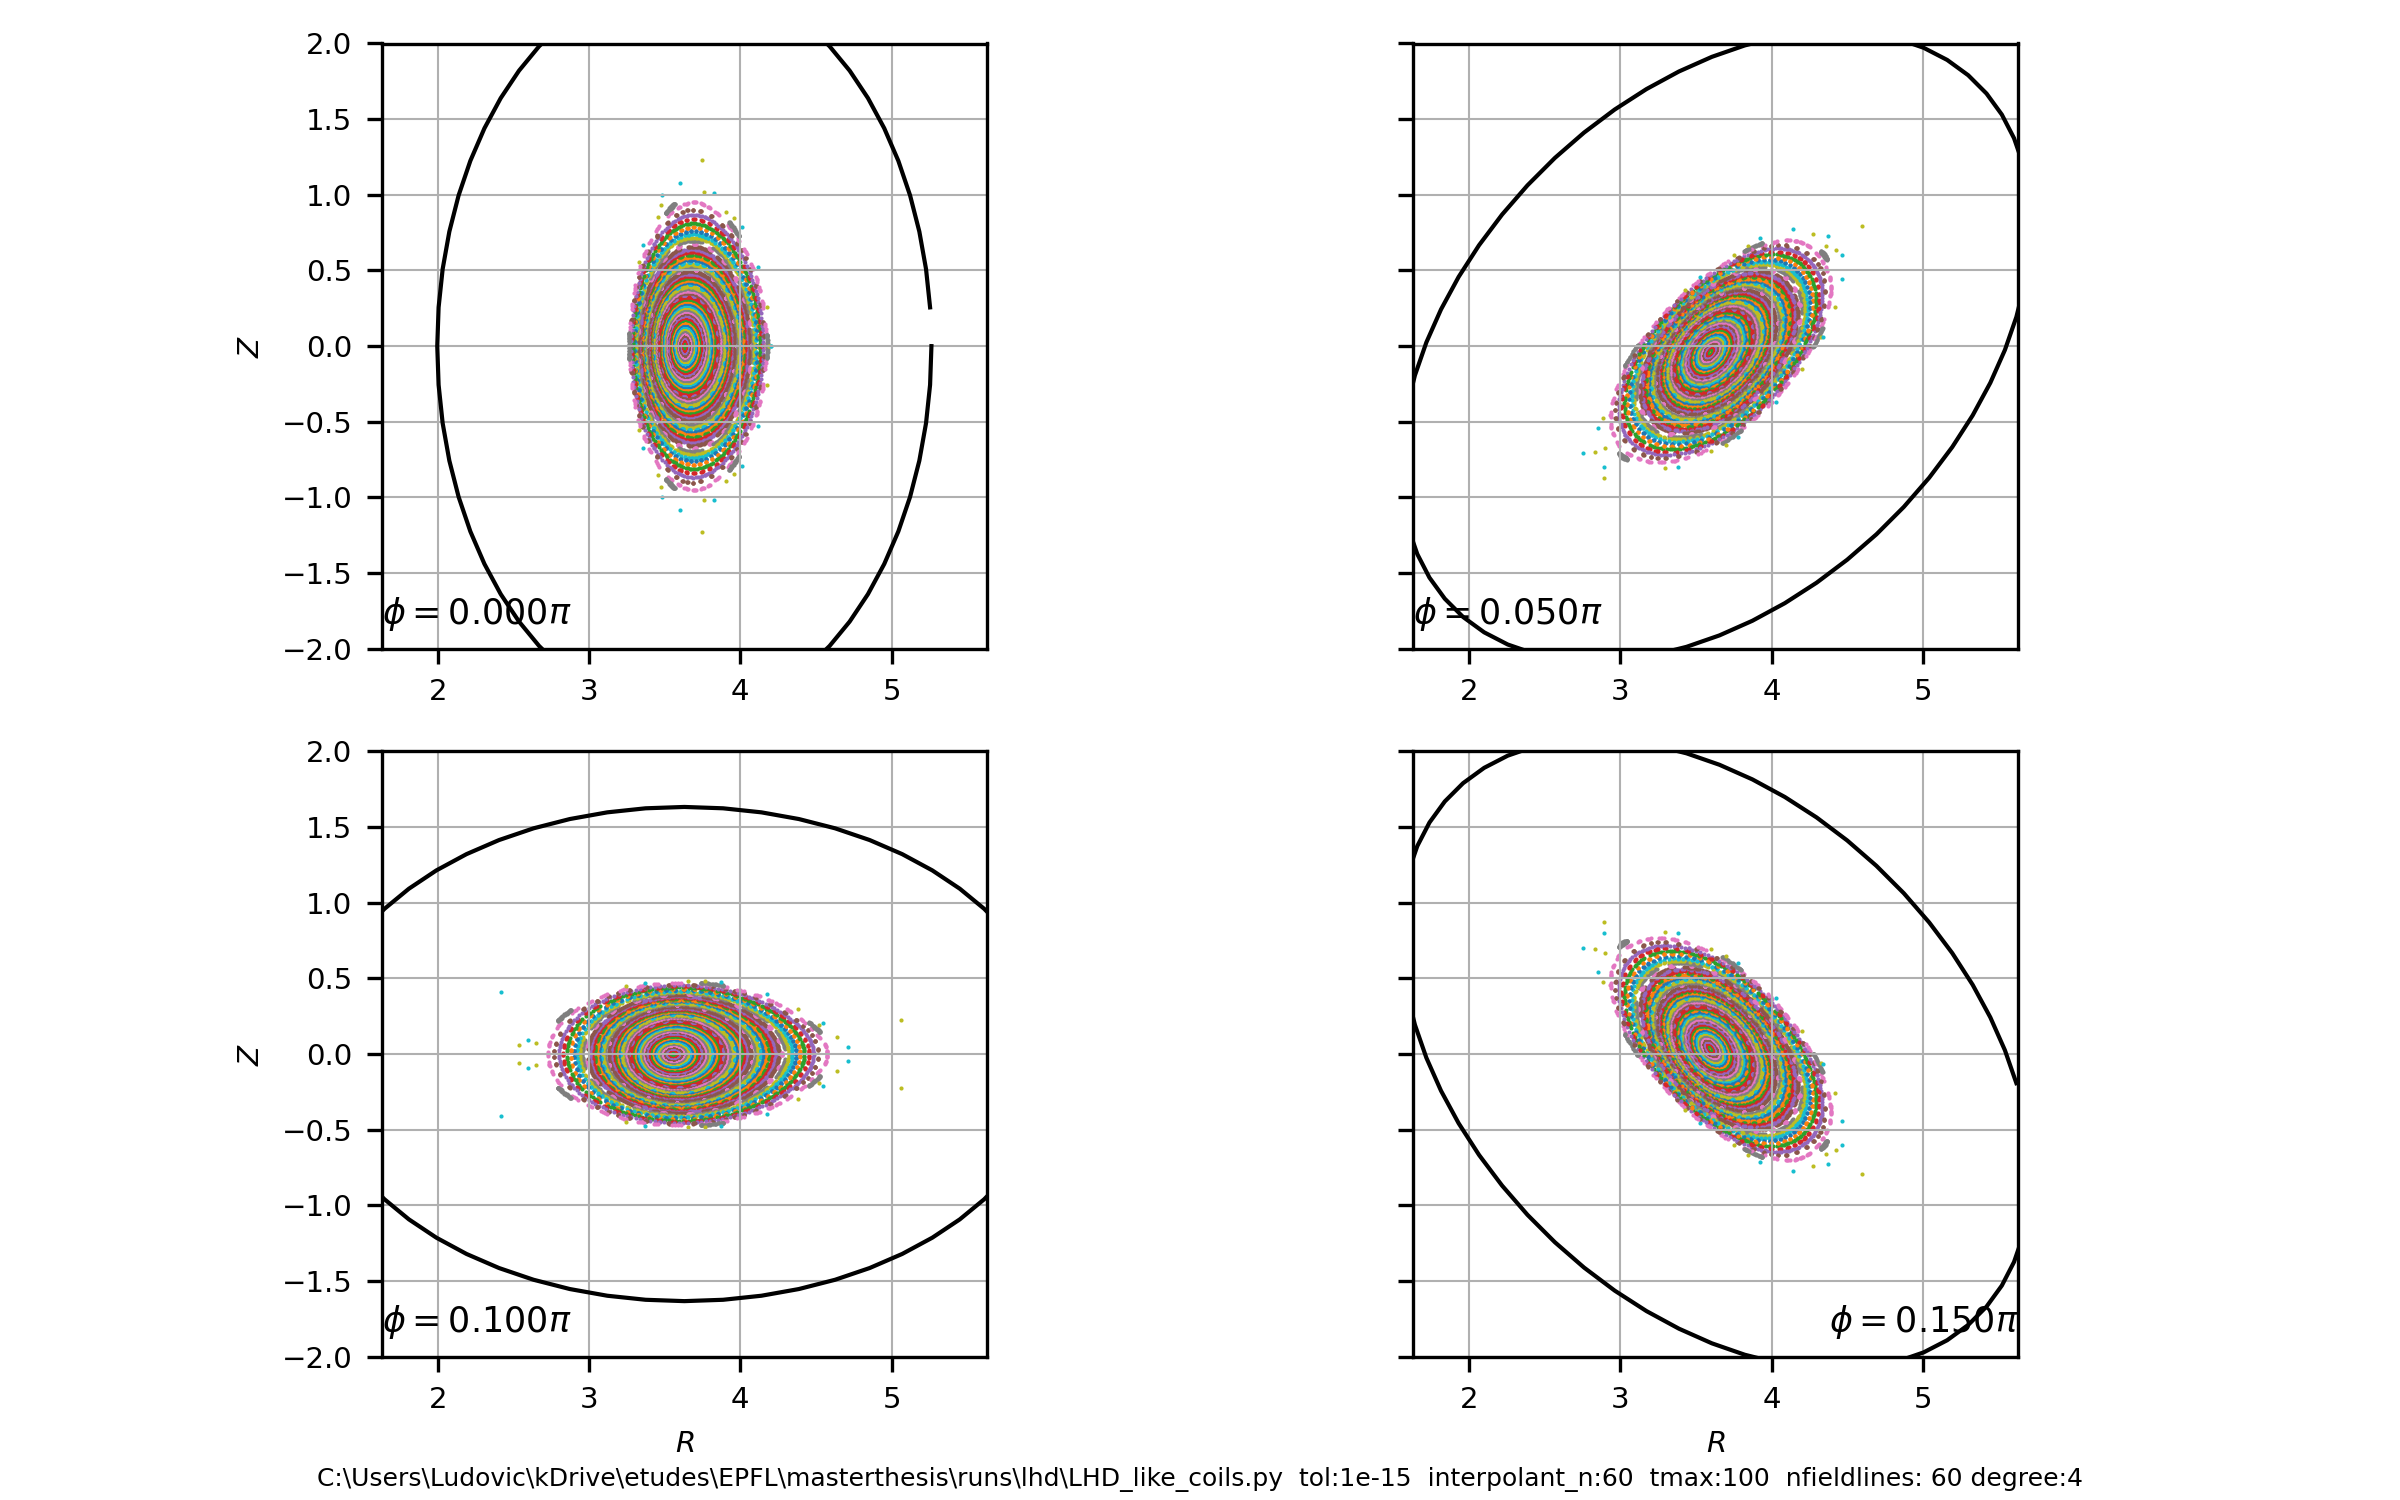 2.0
1.5
1.0
0.5
0.0
−0.5
−1.0
−1.5
−2.0
Z
ϕ = 0.000π
2 3 4 5
ϕ = 0.050π
2 3 4 5
2.0
1.5
1.0
0.5
0.0
−0.5
−1.0
−1.5
−2.0
Z
ϕ = 0.100π
2 3 4 5
R
ϕ = 0.150π
2 3 4 5
R
C:\Users\Ludovic\kDrive\etudes\EPFL\masterthesis\runs\lhd\LHD_like_coils.py tol:1e-15 interpolant_n:60 tmax:100 nfieldlines: 60 degree:4